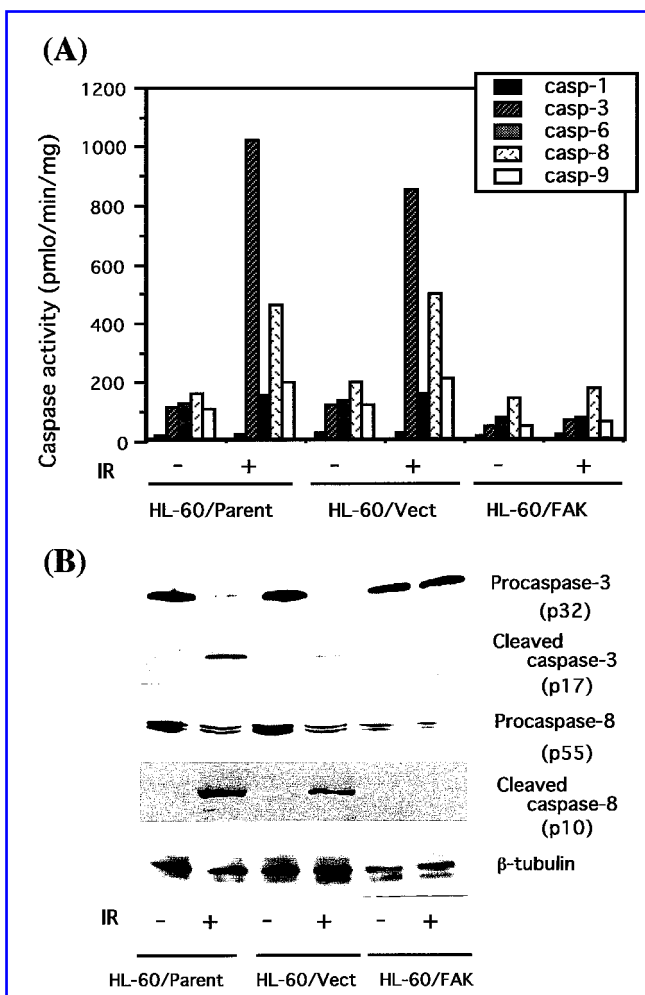 (A)
1200
1000
800
600
400
200
0
Caspase activity (pmlo/min/mg)
casp-1
casp-3
casp-6
casp-8
casp-9
IR - + - + - +
HL-60/Parent HL-60/Vect HL-60/FAK
(B)
Procaspase-3
(p32)
Cleaved
caspase-3
(p17)
Procaspase-8
(p55)
Cleaved
caspase-8
(p10)
β-tubulin
IR - + - + - +
HL-60/Parent HL-60/Vect HL-60/FAK